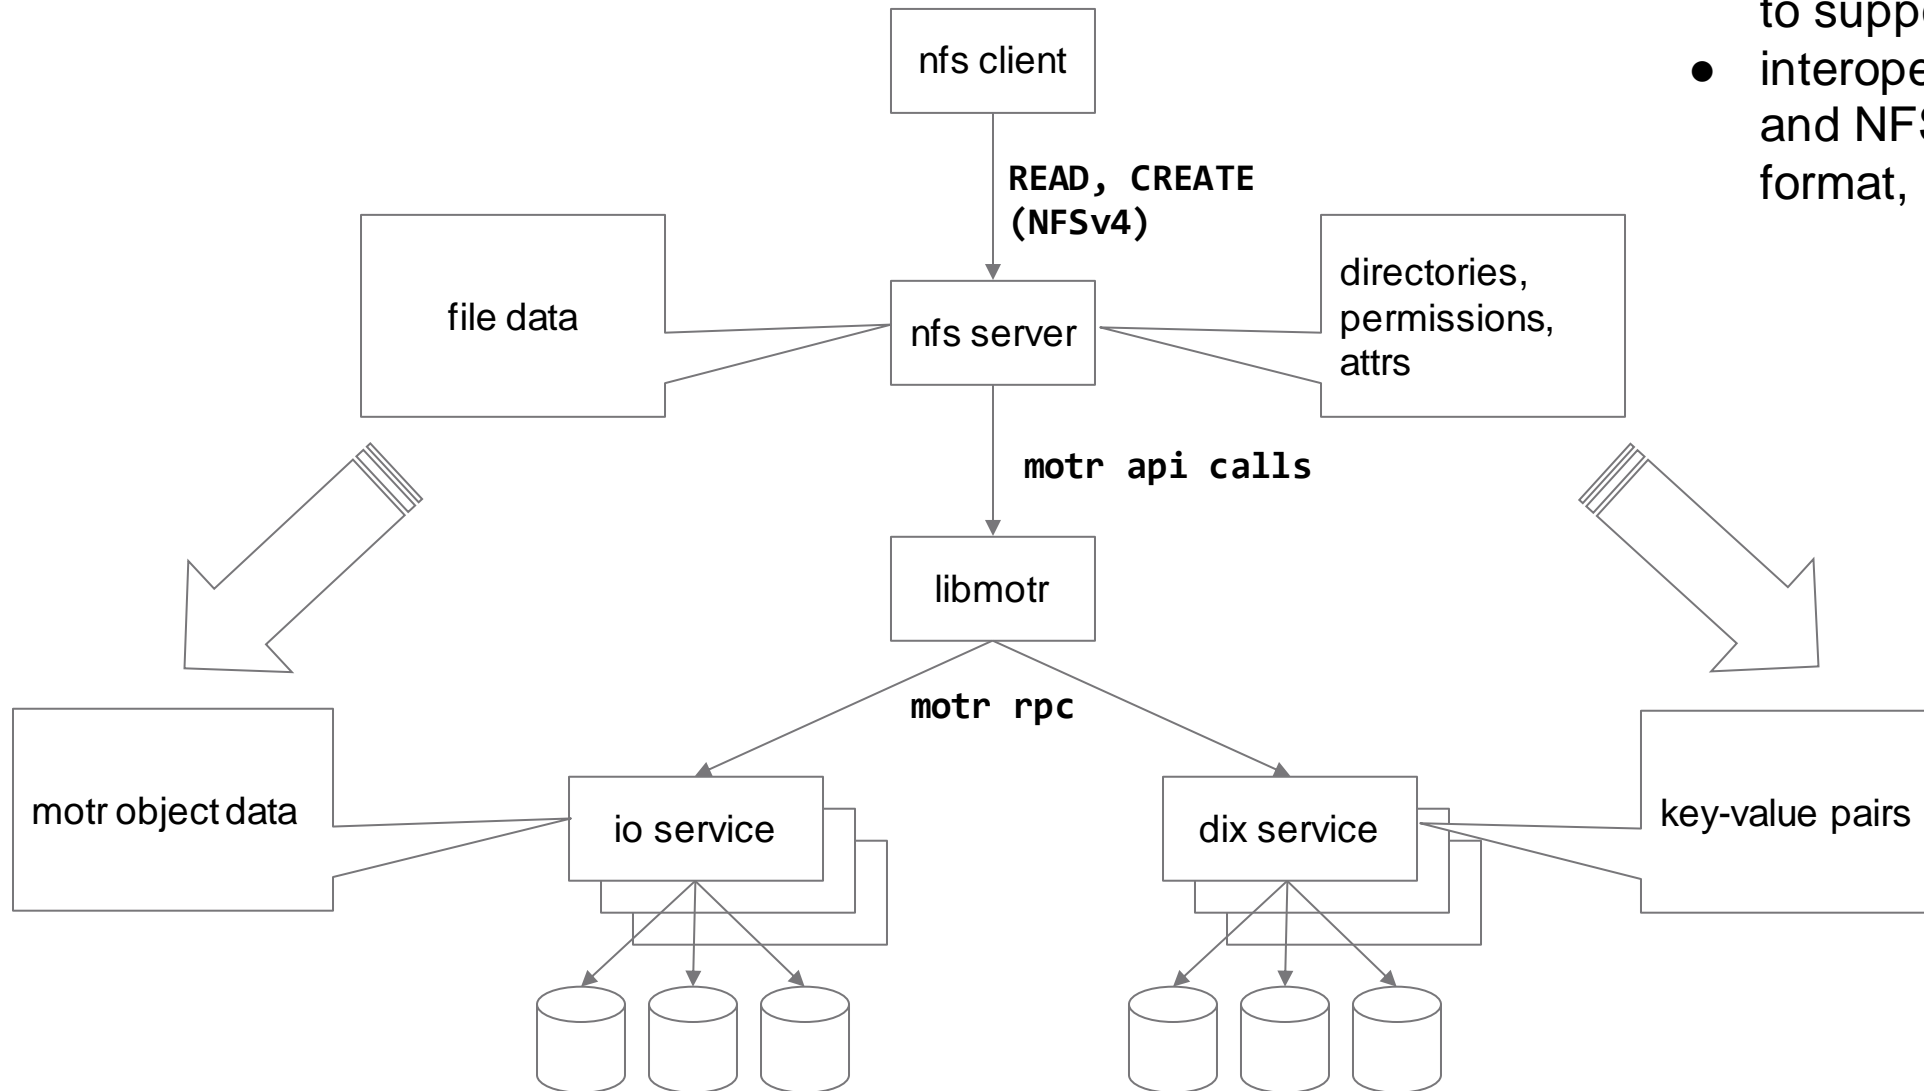 to
interope
and NFS
format,
nfs client
READ, CREATE
(NFSv4)
file data
nfs server
directories,
permissions,
attrs
motr api calls
libmotr
motr rpc
motr object data
io service
dix service
key-value pairs